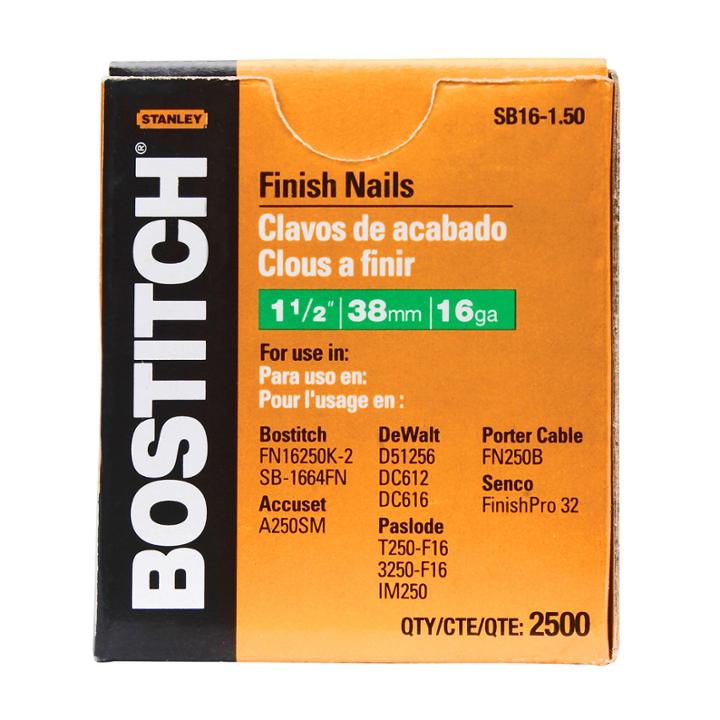 STANLEY
BOSTITCH®
SB16-1.50
Finish Nails
Clavos de acabado
Clous a finir
1 1/2" | 38mm | 16ga
For use in:
Para uso en:
Pour l'usage en :
Bostitch
FN16250K-2
SB-1664FN
Accuset
A250SM
DeWalt
D51256
DC612
DC616
Paslode
T250-F16
3250-F16
IM250
Porter Cable
FN250B
Senco
FinishPro 32
QTY/CTE/QTE: 2500